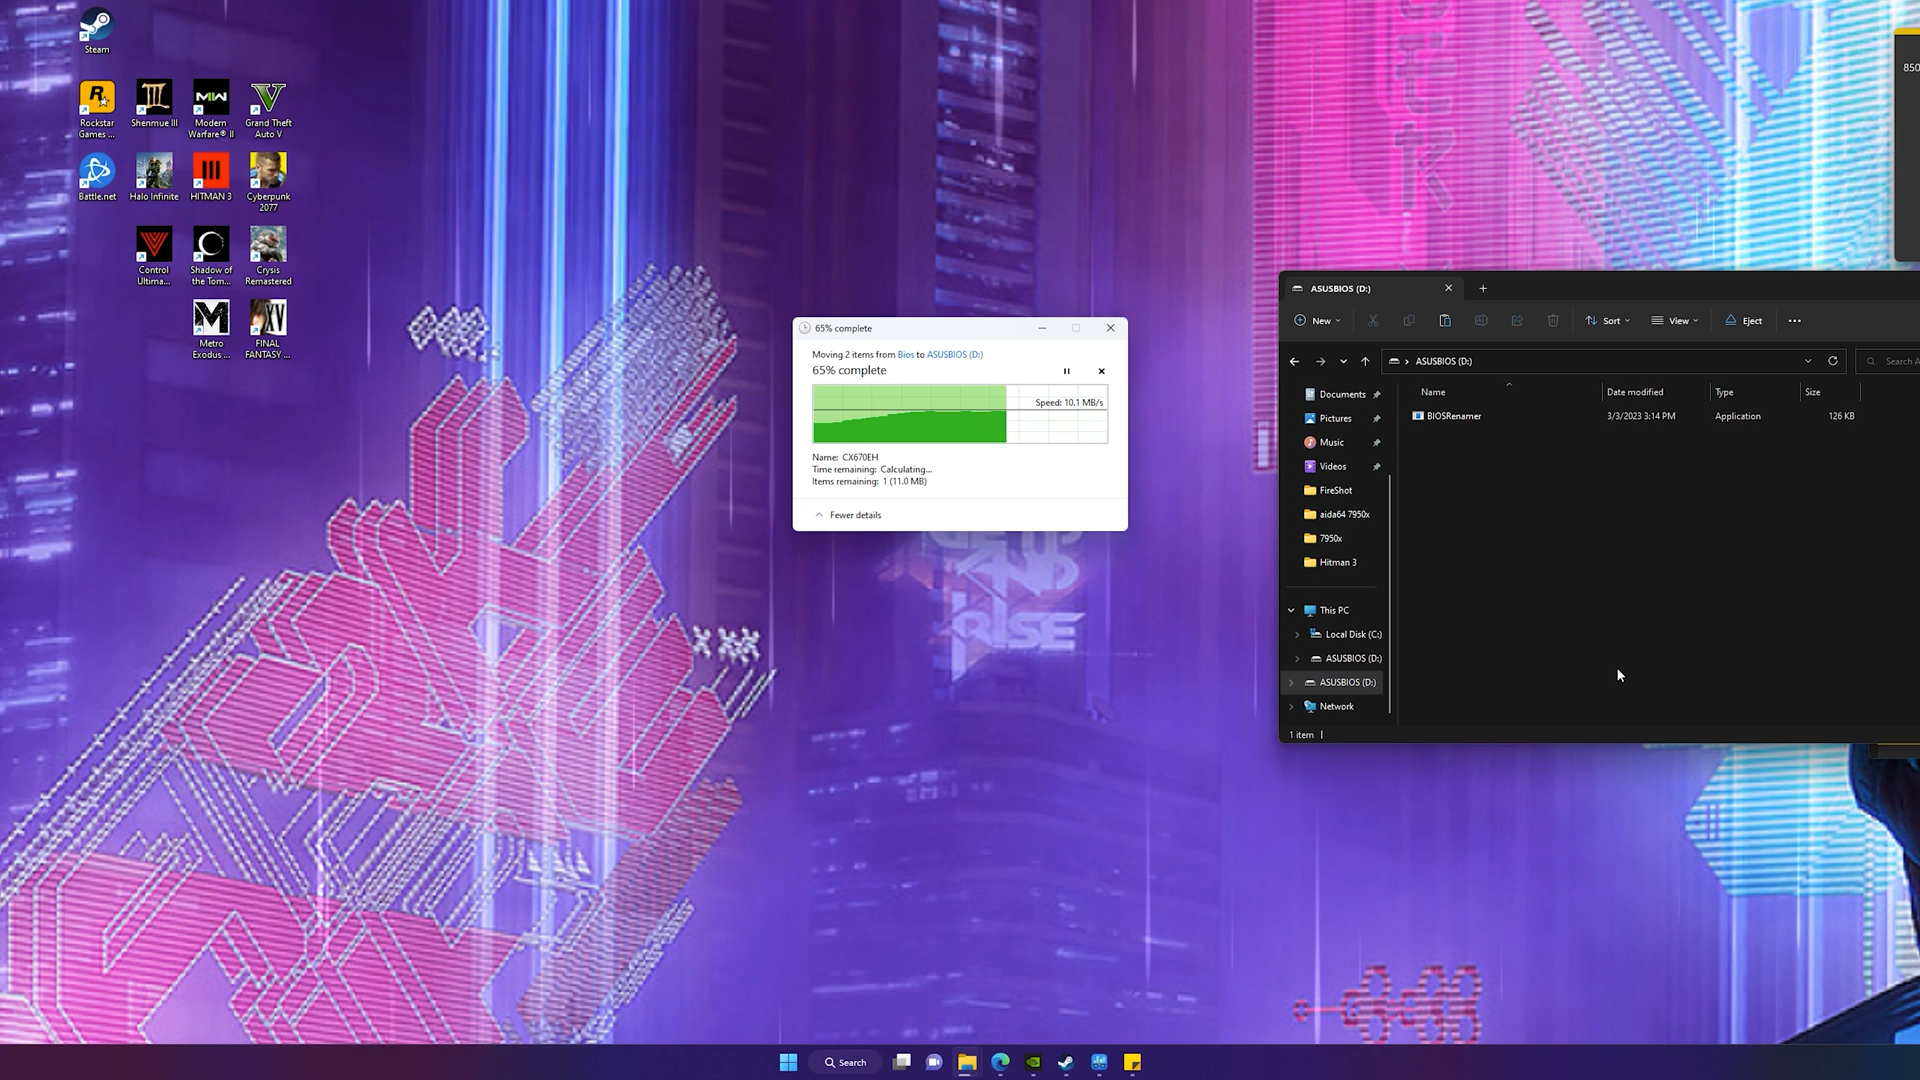 Steam
Rockstar
Games ...
Shenmue III
Modern
Warfare® II
Grand Theft
Auto V
Battle.net
Halo Infinite
HITMAN 3
Cyberpunk
2077
Control
Ultima...
Shadow of
the Tom...
Crysis
Remastered
Metro
Exodus ...
FINAL
FANTASY ...
65% complete
Moving 2 items from Bios to ASUSBIOS (D:)
65% complete
Speed: 10.1 MB/s
Name: CX670EH
Time remaining: Calculating...
Items remaining: 1 (11.0 MB)
Fewer details
RISE
850
ASUSBIOS (D:)
New
Sort
View
Eject
ASUSBIOS (D:)
Search A
Name
Date modified
Type
Size
BIOSRenamer
3/3/2023 3:14 PM
Application
126 KB
Documents
Pictures
Music
Videos
FireShot
aida64 7950x
7950x
Hitman 3
This PC
Local Disk (C:)
ASUSBIOS (D:)
ASUSBIOS (D:)
Network
1 item
Search